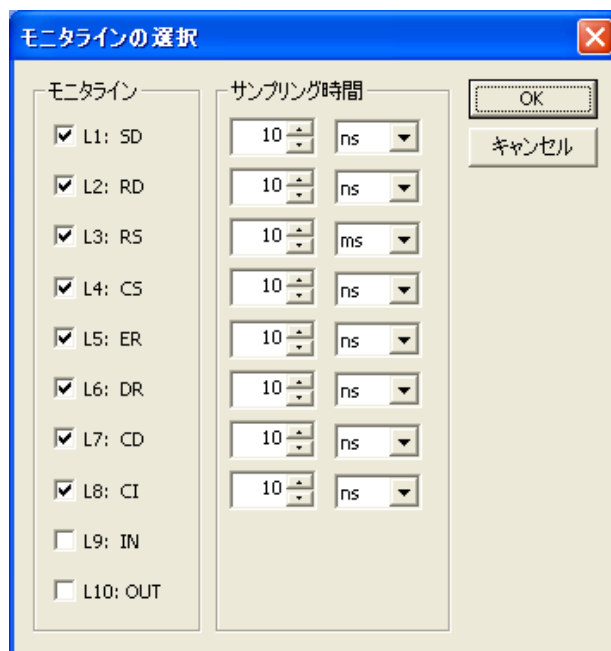 モニタラインの選択
モニタライン サンプリング時間 OK
キャンセル
L1: SD 10 ns
L2: RD 10 ns
L3: RS 10 ms
L4: CS 10 ns
L5: ER 10 ns
L6: DR 10 ns
L7: CD 10 ns
L8: CI 10 ns
L9: IN
L10: OUT